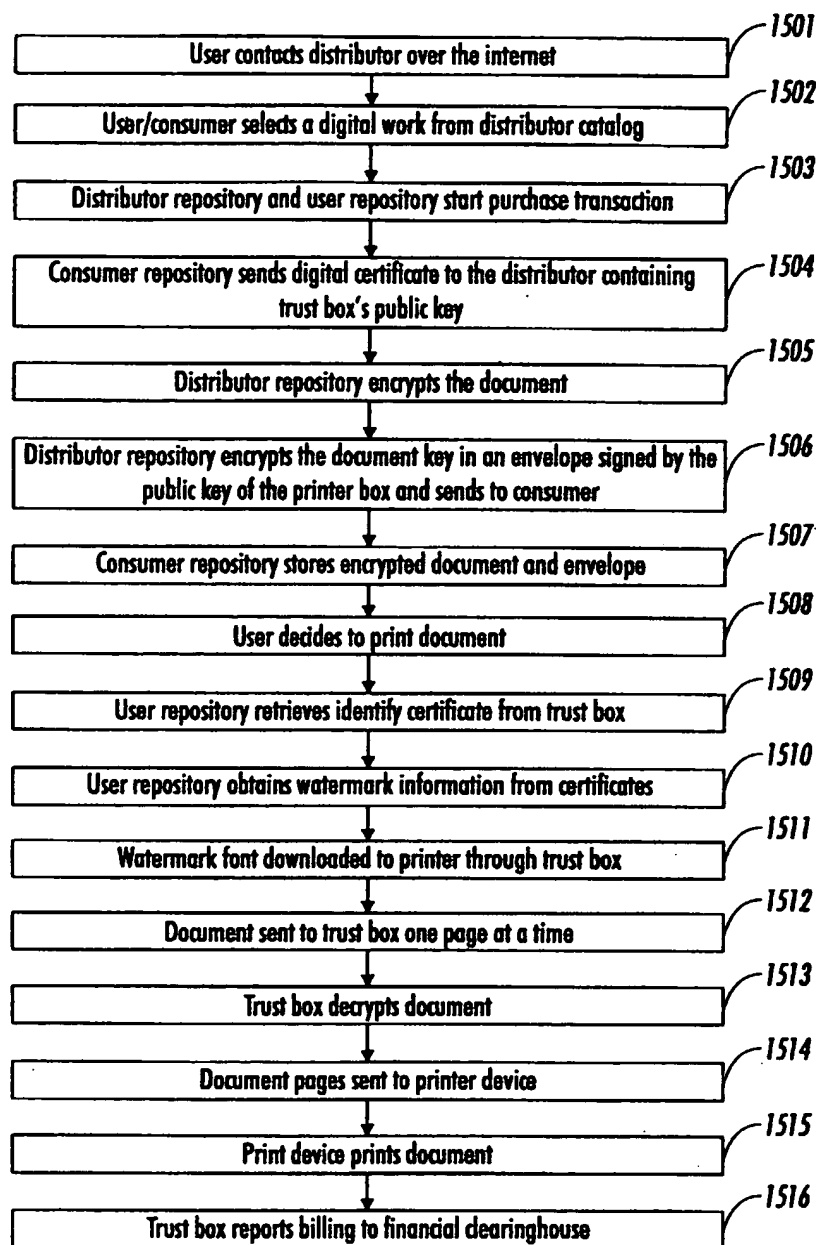 1501
User contacts distributor over the internet
1502
User/consumer selects a digital work from distributor catalog
1503
Distributor repository and user repository start purchase transaction
1504
Consumer repository sends digital certificate to the distributor containing
trust box's public key
1505
Distributor repository encrypts the document
1506
Distributor repository encrypts the document key in an envelope signed by the
public key of the printer box and sends to consumer
1507
Consumer repository stores encrypted document and envelope
1508
User decides to print document
1509
User repository retrieves identify certificate from trust box
1510
User repository obtains watermark information from certificates
1511
Watermark font downloaded to printer through trust box
1512
Document sent to trust box one page at a time
1513
Trust box decrypts document
1514
Document pages sent to printer device
1515
Print device prints document
1516
Trust box reports billing to financial clearinghouse